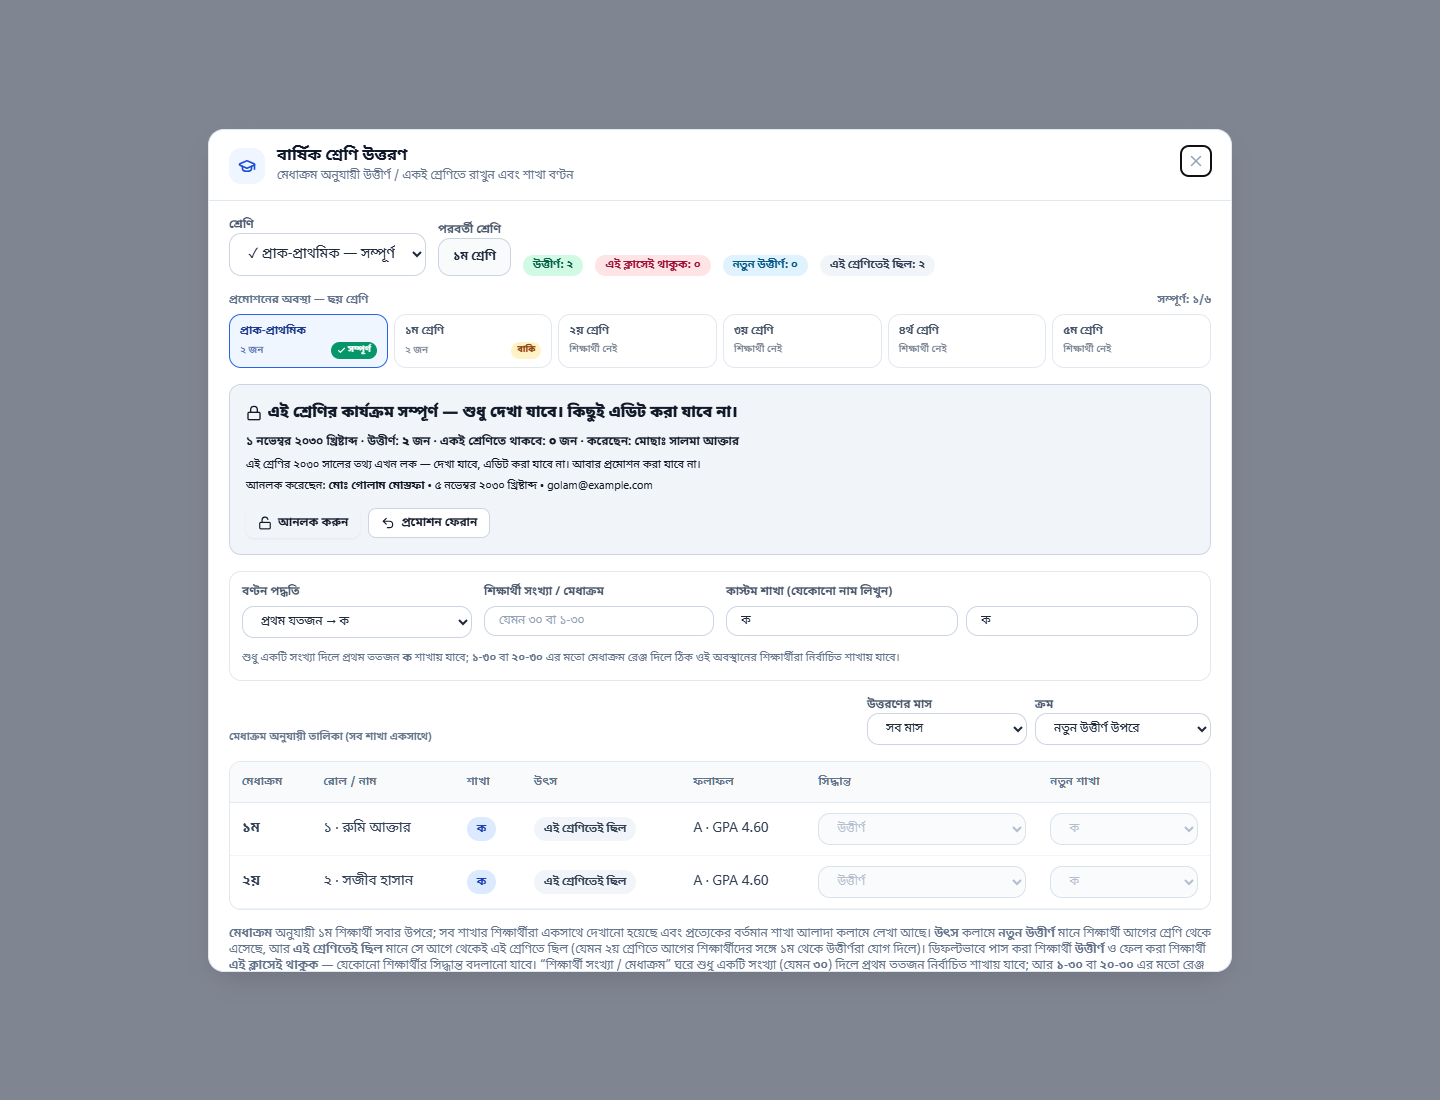 বার্ষিক শ্রেণি উত্তরণ
মেধাক্রম অনুযায়ী উত্তীর্ণ / একই শ্রেণিতে রাখুন এবং শাখা বণ্টন
শ্রেণি
✓ প্রাক-প্রাথমিক — সম্পূর্ণ
পরবর্তী শ্রেণি
১ম শ্রেণি
উত্তীর্ণ: ২
এই ক্লাসেই থাকুক: ০
নতুন উত্তীর্ণ: ০
এই শ্রেণিতেই ছিল: ২
প্রমোশনের অবস্থা — ছয় শ্রেণি
সম্পূর্ণ: ১/৬
প্রাক-প্রাথমিক
২ জন
✓ সম্পূর্ণ
১ম শ্রেণি
২ জন
বাকি
২য় শ্রেণি
শিক্ষার্থী নেই
৩য় শ্রেণি
শিক্ষার্থী নেই
৪র্থ শ্রেণি
শিক্ষার্থী নেই
৫ম শ্রেণি
শিক্ষার্থী নেই
এই শ্রেণির কার্যক্রম সম্পূর্ণ — শুধু দেখা যাবে। কিছুই এডিট করা যাবে না।
১ নভেম্বর ২০৩০ খ্রিষ্টাব্দ · উত্তীর্ণ: ২ জন · একই শ্রেণিতে থাকবে: ০ জন · করেছেন: মোছাঃ সালমা আক্তার
এই শ্রেণির ২০৩০ সালের তথ্য এখন লক — দেখা যাবে, এডিট করা যাবে না। আবার প্রমোশন করা যাবে না।
আনলক করেছেন: মোঃ গোলাম মোস্তফা • ৫ নভেম্বর ২০৩০ খ্রিষ্টাব্দ • golam@example.com
আনলক করুন
প্রমোশন ফেরান
বণ্টন পদ্ধতি
প্রথম যতজন → ক
শিক্ষার্থী সংখ্যা / মেধাক্রম
যেমন ৩০ বা ১-৩০
কাস্টম শাখা (যেকোনো নাম লিখুন)
ক
ক
শুধু একটি সংখ্যা দিলে প্রথম ততজন ক শাখায় যাবে; ১-৩০ বা ২০-৩০ এর মতো মেধাক্রম রেঞ্জ দিলে ঠিক ওই অবস্থানের শিক্ষার্থীরা নির্বাচিত শাখায় যাবে।
মেধাক্রম অনুযায়ী তালিকা (সব শাখা একসাথে)
উত্তরণের মাস
সব মাস
ক্রম
নতুন উত্তীর্ণ উপরে
মেধাক্রম রোল / নাম শাখা উৎস ফলাফল সিদ্ধান্ত নতুন শাখা
১ম ১ · রুমি আক্তার ক এই শ্রেণিতেই ছিল A · GPA 4.60 উত্তীর্ণ ক
২য় ২ · সজীব হাসান ক এই শ্রেণিতেই ছিল A · GPA 4.60 উত্তীর্ণ ক
মেধাক্রম অনুযায়ী ১ম শিক্ষার্থী সবার উপরে; সব শাখার শিক্ষার্থীরা একসাথে দেখানো হয়েছে এবং প্রত্যেকের বর্তমান শাখা আলাদা কলামে লেখা আছে। উৎস কলামে নতুন উত্তীর্ণ মানে শিক্ষার্থী আগের শ্রেণি থেকে
এসেছে, আর এই শ্রেণিতেই ছিল মানে সে আগে থেকেই এই শ্রেণিতে ছিল (যেমন ২য় শ্রেণিতে আগের শিক্ষার্থীদের সঙ্গে ১ম থেকে উত্তীর্ণরা যোগ দিলে)। ডিফল্টভাবে পাস করা শিক্ষার্থী উত্তীর্ণ ও ফেল করা শিক্ষার্থী
এই ক্লাসেই থাকুক — যেকোনো শিক্ষার্থীর সিদ্ধান্ত বদলানো যাবে। “শিক্ষার্থী সংখ্যা / মেধাক্রম” ঘরে শুধু একটি সংখ্যা (যেমন ৩০) দিলে প্রথম ততজন নির্বাচিত শাখায় যাবে; আর ১-৩০ বা ২০-৩০ এর মতো রেঞ্জ